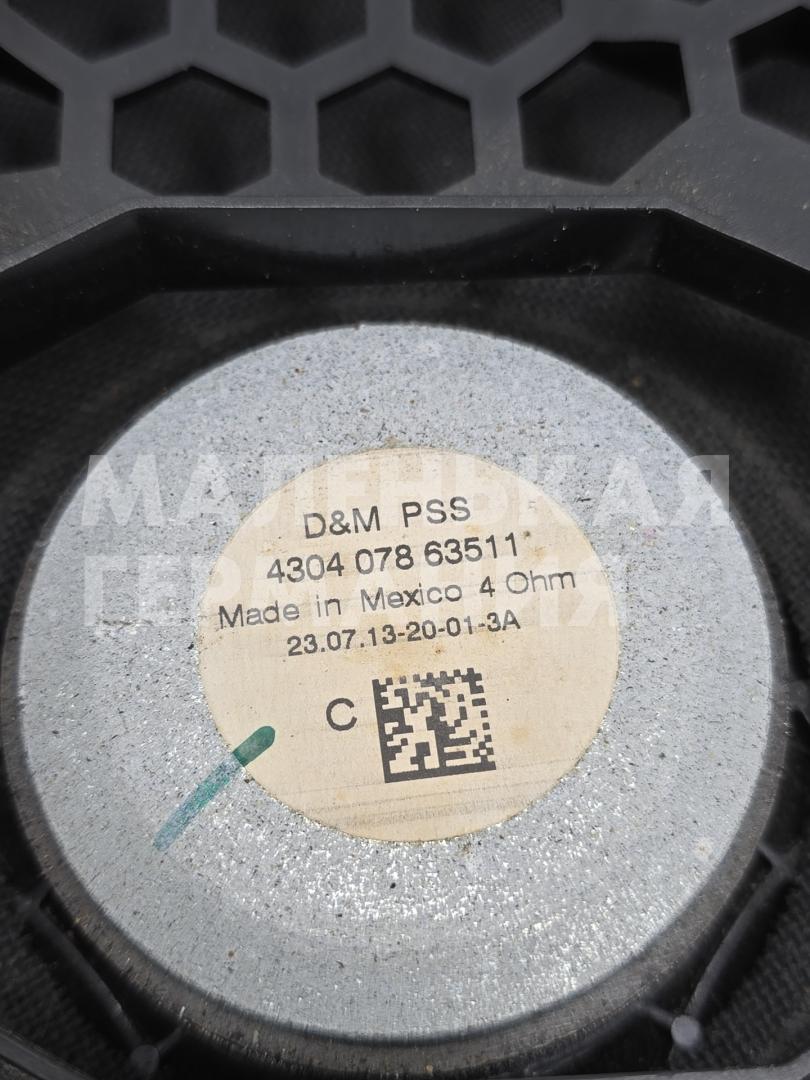 D&M PSS
4304 078 63511
Made in Mexico 4 Ohm
23.07.13-20-01-3A
C
МАЛЕНЬКАЯ
ГЕРМАНИЯ